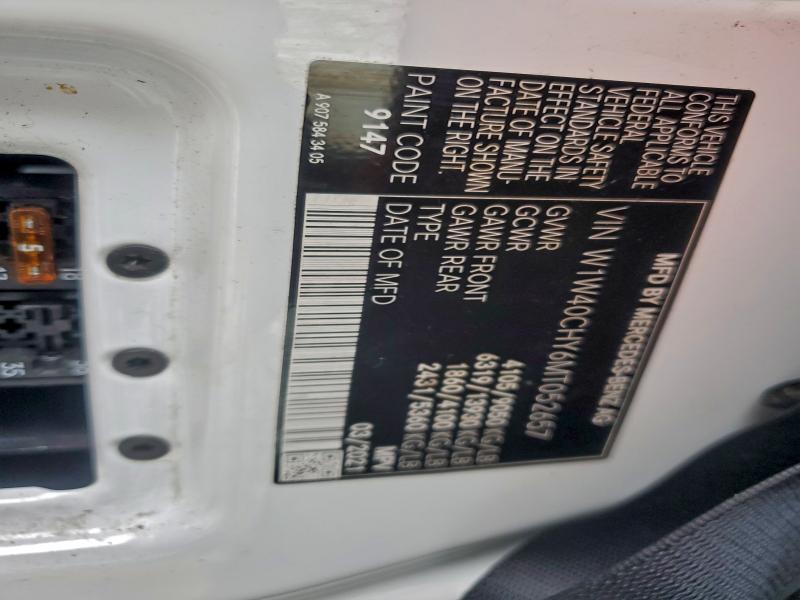 THIS VEHICLE
CONFORMS TO
ALL APPLICABLE
FEDERAL
VEHICLE SAFETY
STANDARDS IN
EFFECT ON THE
DATE OF MANU-
FACTURE SHOWN
ON THE RIGHT.
PAINT CODE
9147
A 907 584 34 05
MFD BY MERCEDES-BENZ AG
VIN W1W40CHY6MT052657
GVWR 4105/9050 KG/LB
GCWR 6319/13930 KG/LB
GAWR FRONT 1860/4100 KG/LB
GAWR REAR 2431/5360 KG/LB
TYPE MPV
DATE OF MFD 03/2021
5
18
35